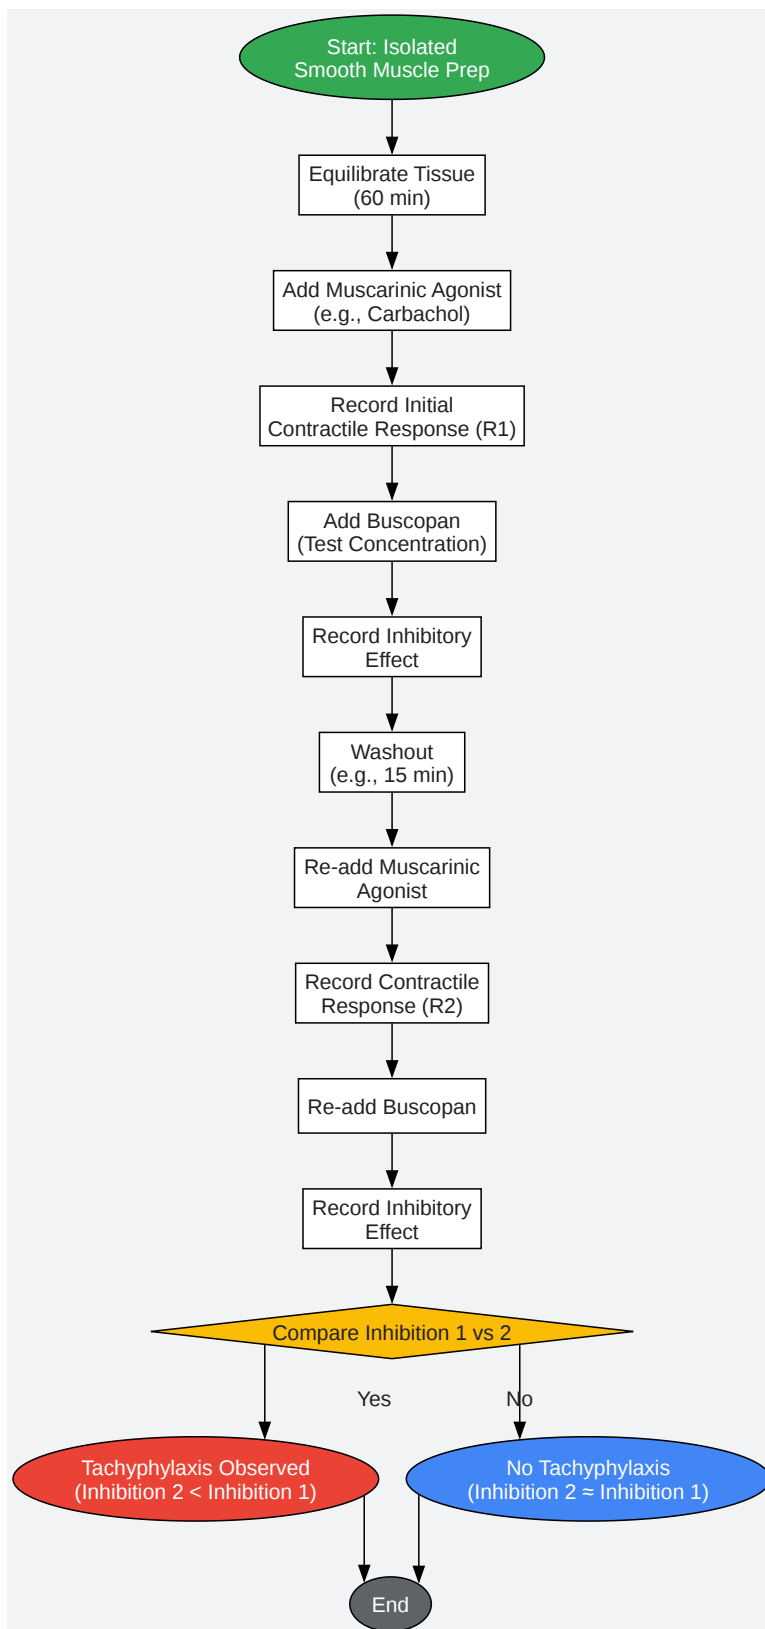 Start: Isolated
Smooth Muscle Prep
Equilibrate Tissue
(60 min)
Add Muscarinic Agonist
(e.g., Carbachol)
Record Initial
Contractile Response (R1)
Add Buscopan
(Test Concentration)
Record Inhibitory
Effect
Washout
(e.g., 15 min)
Re-add Muscarinic
Agonist
Record Contractile
Response (R2)
Re-add Buscopan
Record Inhibitory
Effect
Compare Inhibition 1 vs 2
Yes
No
Tachyphylaxis Observed
(Inhibition 2 < Inhibition 1)
No Tachyphylaxis
(Inhibition 2 ≈ Inhibition 1)
End